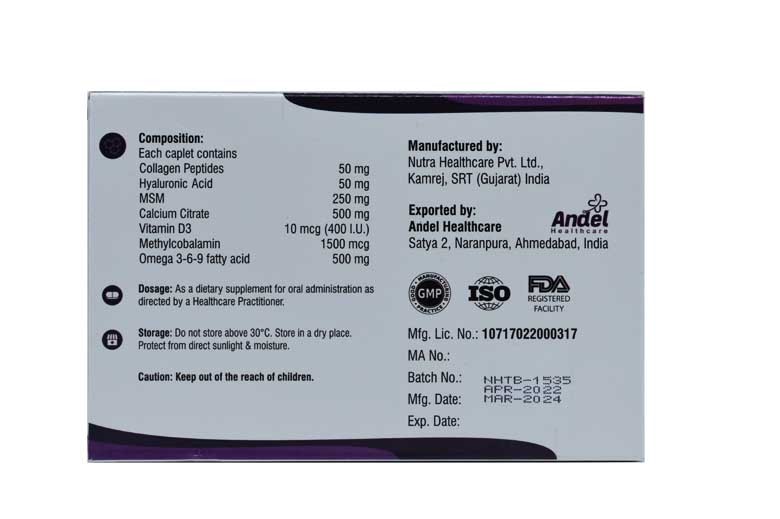 Composition:
Each caplet contains
Collagen Peptides 50 mg
Hyaluronic Acid 50 mg
MSM 250 mg
Calcium Citrate 500 mg
Vitamin D3 10 mcg (400 I.U.)
Methylcobalamin 1500 mcg
Omega 3-6-9 fatty acid 500 mg
Dosage: As a dietary supplement for oral administration as
directed by a Healthcare Practitioner.
Storage: Do not store above 30°C. Store in a dry place.
Protect from direct sunlight & moisture.
Caution: Keep out of the reach of children.
Manufactured by:
Nutra Healthcare Pvt. Ltd.,
Kamrej, SRT (Gujarat) India
Exported by:
Andel Healthcare
Satya 2, Naranpura, Ahmedabad, India
Andel
Healthcare
GOOD MANUFACTURING PRACTICE
GMP
ISO
FDA
REGISTERED
FACILITY
Mfg. Lic. No.: 10717022000317
MA No.:
Batch No.: NHTB-1535
Mfg. Date: APR-2022
Exp. Date: MAR-2024